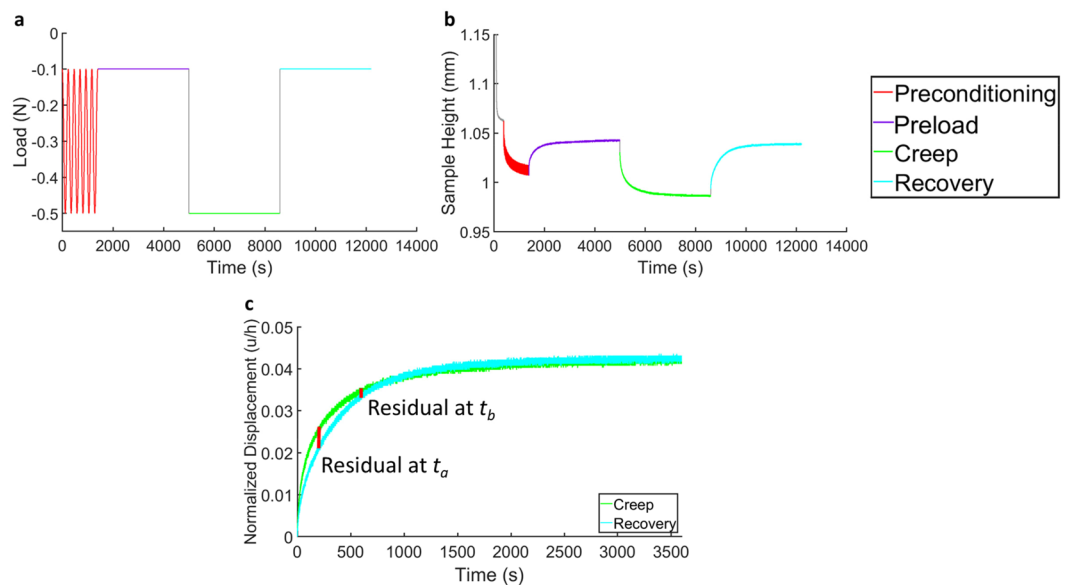 a
0
-0.1
-0.2
-0.3
-0.4
-0.5
Load (N)
0 2000 4000 6000 8000 10000 12000 14000
Time (s)
b
1.15
1.1
1.05
1
0.95
Sample Height (mm)
0 2000 4000 6000 8000 10000 12000 14000
Time (s)
Preconditioning
Preload
Creep
Recovery
c
0.05
0.04
0.03
0.02
0.01
0
Normalized Displacement (u/h)
Residual at t_b
Residual at t_a
Creep
Recovery
0 500 1000 1500 2000 2500 3000 3500
Time (s)